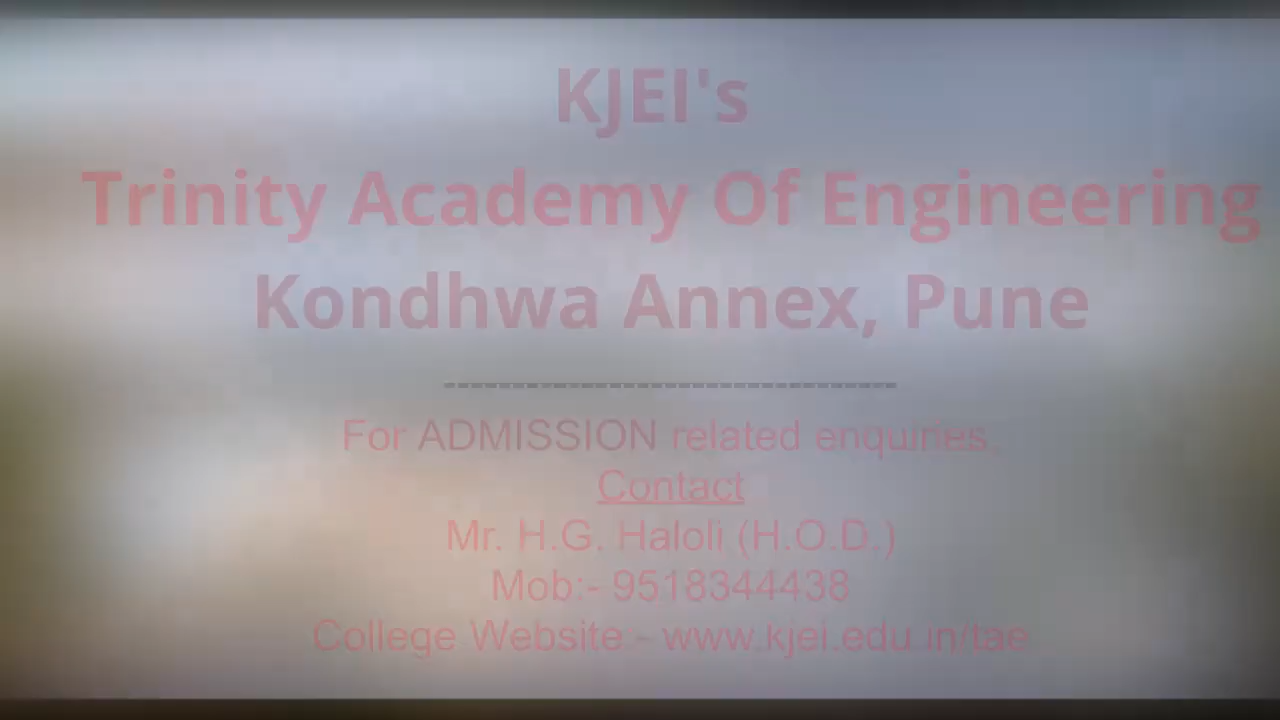 KJEI's
Trinity Academy Of Engineering
Kondhwa Annex, Pune
---------------------------------
For ADMISSION related enquiries,
Contact
Mr. H.G. Haloli (H.O.D.)
Mob:- 9518344438
College Website:- www.kjei.edu.in/tae